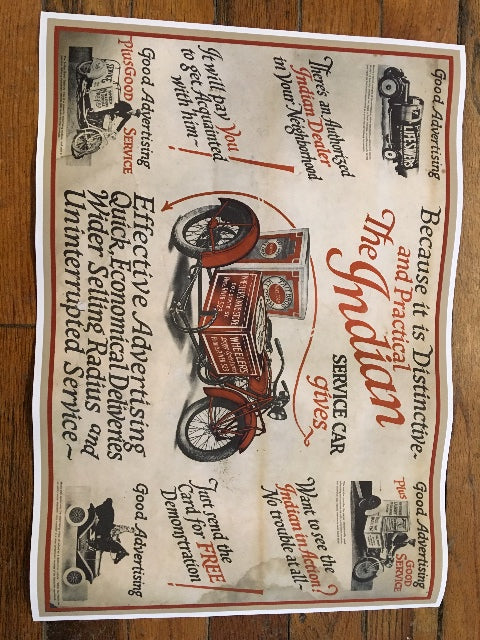 Good Advertising
LIFE SAVERS
Because it is Distinctive~
and Practical
The Indian
SERVICE CAR
gives
Good Advertising
Plus GOOD
SERVICE
There's an Authorized
Indian Dealer
in Your Neighborhood
It will pay You
to get Acquainted
with him~!
WHEELERS
Want to see the
Indian in Action?
No trouble at all~
Just send the
Card for FREE
Demonstration!
Good Advertising
Plus GOOD SERVICE
Effective Advertising
Quick Economical Deliveries
Wider Selling Radius and
Uninterrupted Service~
Good Advertising